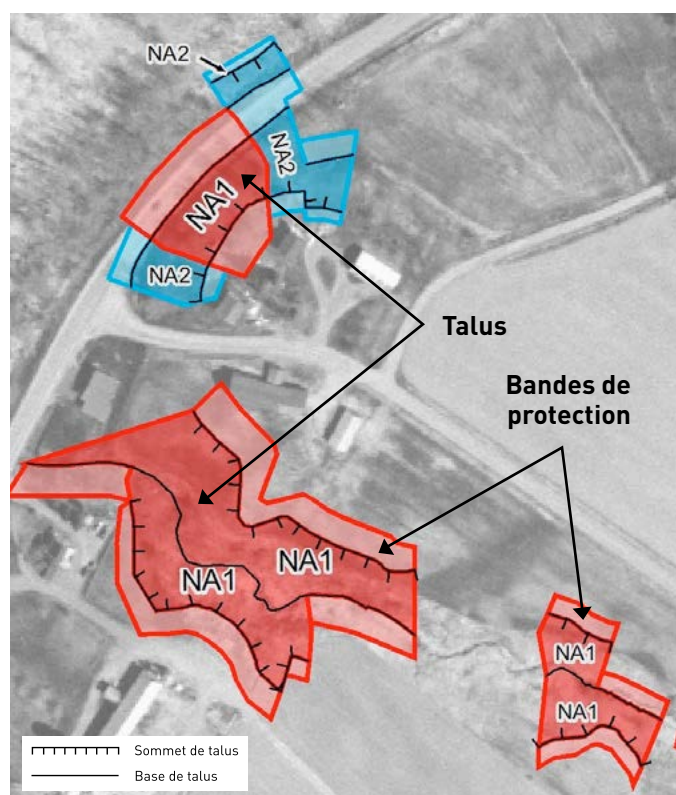 NA2
NA2
NA1
NA2
Talus
Bandes de
protection
NA1
NA1
NA1
NA1
Sommet de talus
Base de talus